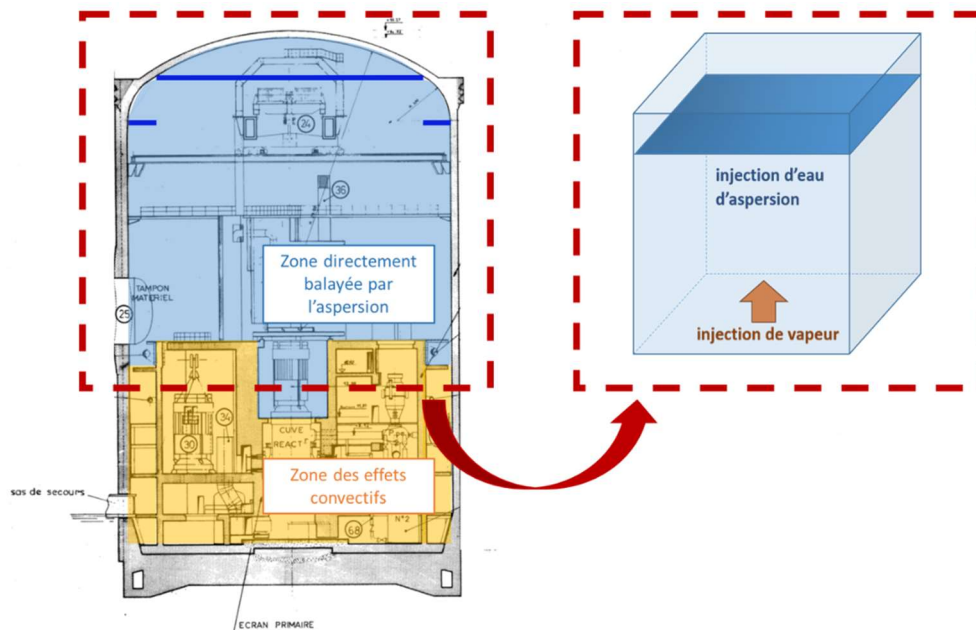 24
36
Zone directement
balayée par
l'aspersion
TAMPON
MATERIEL
25
34
30
CUVE
REACT
Zone des effets
convectifs
sas de secours
68
N°2
ECRAN PRIMAIRE
injection d'eau
d'aspersion
injection de vapeur